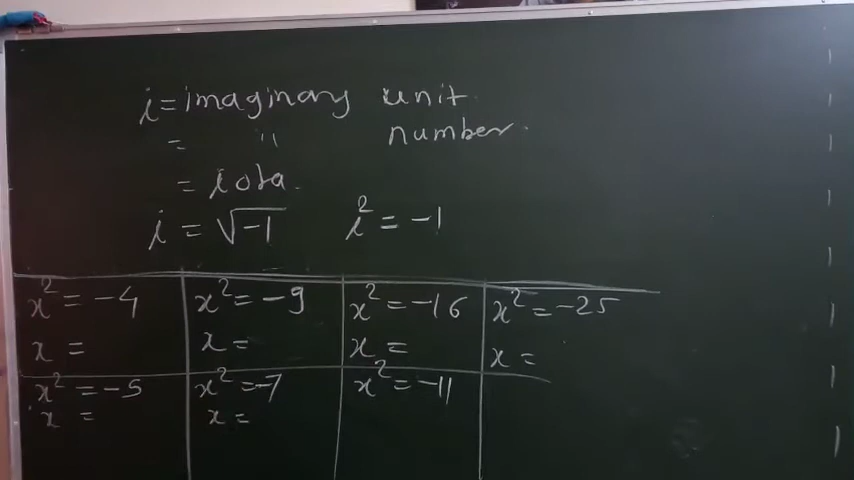 i = imaginary unit
= " number.
= iota.
i = √-1 i² = -1
x² = -4 x² = -9 x² = -16 x² = -25
x = x = x = x =
x² = -5 x² = -7 x² = -11
x = x =